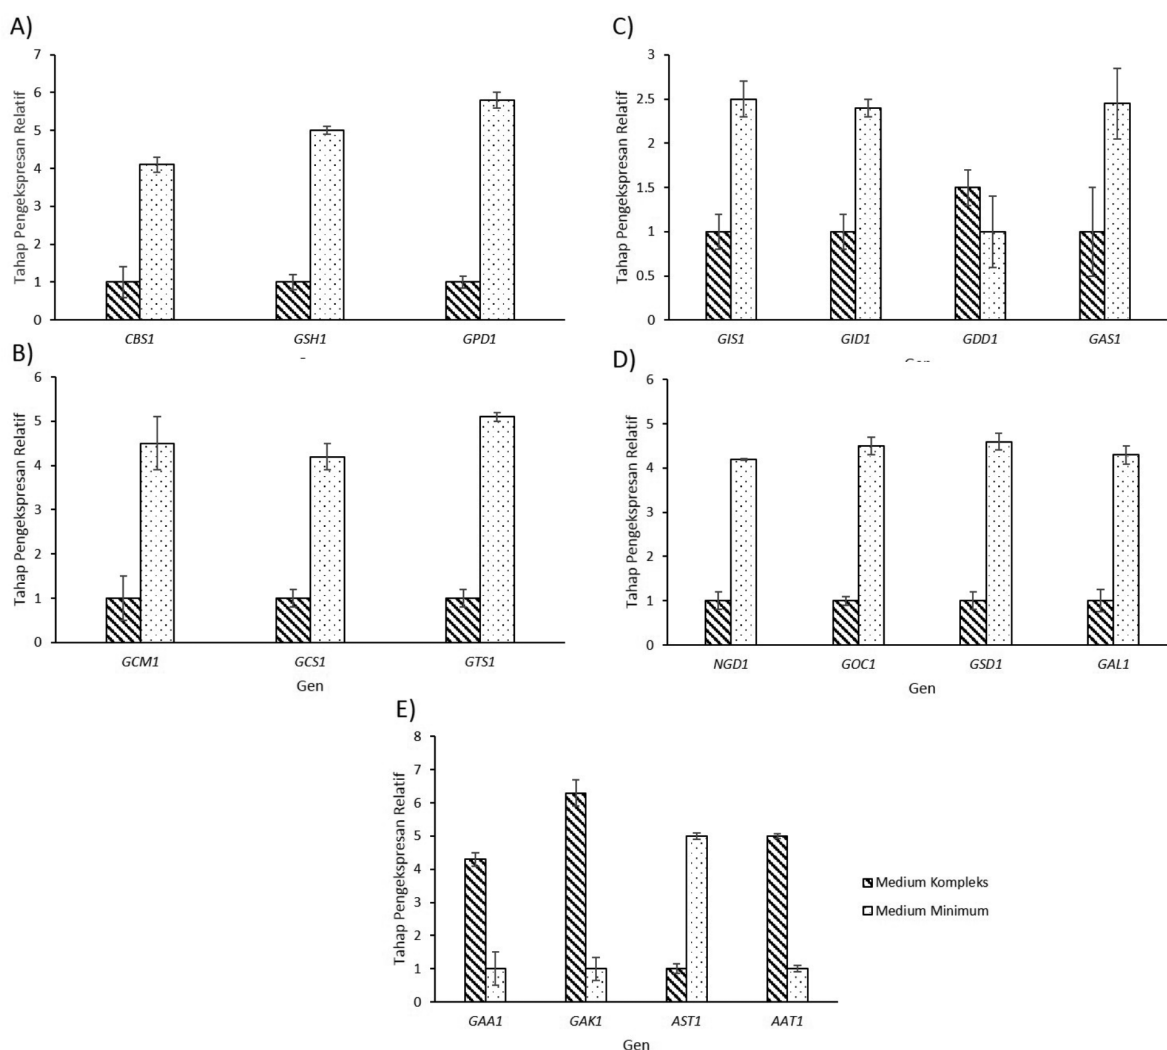 A)
Tahap Pengekspresan Relatif
7
6
5
4
3
2
1
0
CBS1 GSH1 GPD1
C)
Tahap Pengekspresan Relatif
3
2.5
2
1.5
1
0.5
0
GIS1 GID1 GDD1 GAS1
B)
Tahap Pengekspresan Relatif
6
5
4
3
2
1
0
GCM1 GCS1 GTS1
Gen
D)
Tahap Pengekspresan Relatif
6
5
4
3
2
1
0
NGD1 GOC1 GSD1 GAL1
Gen
E)
Tahap Pengekspresan Relatif
8
7
6
5
4
3
2
1
0
GAA1 GAK1 AST1 AAT1
Gen
Medium Kompleks
Medium Minimum